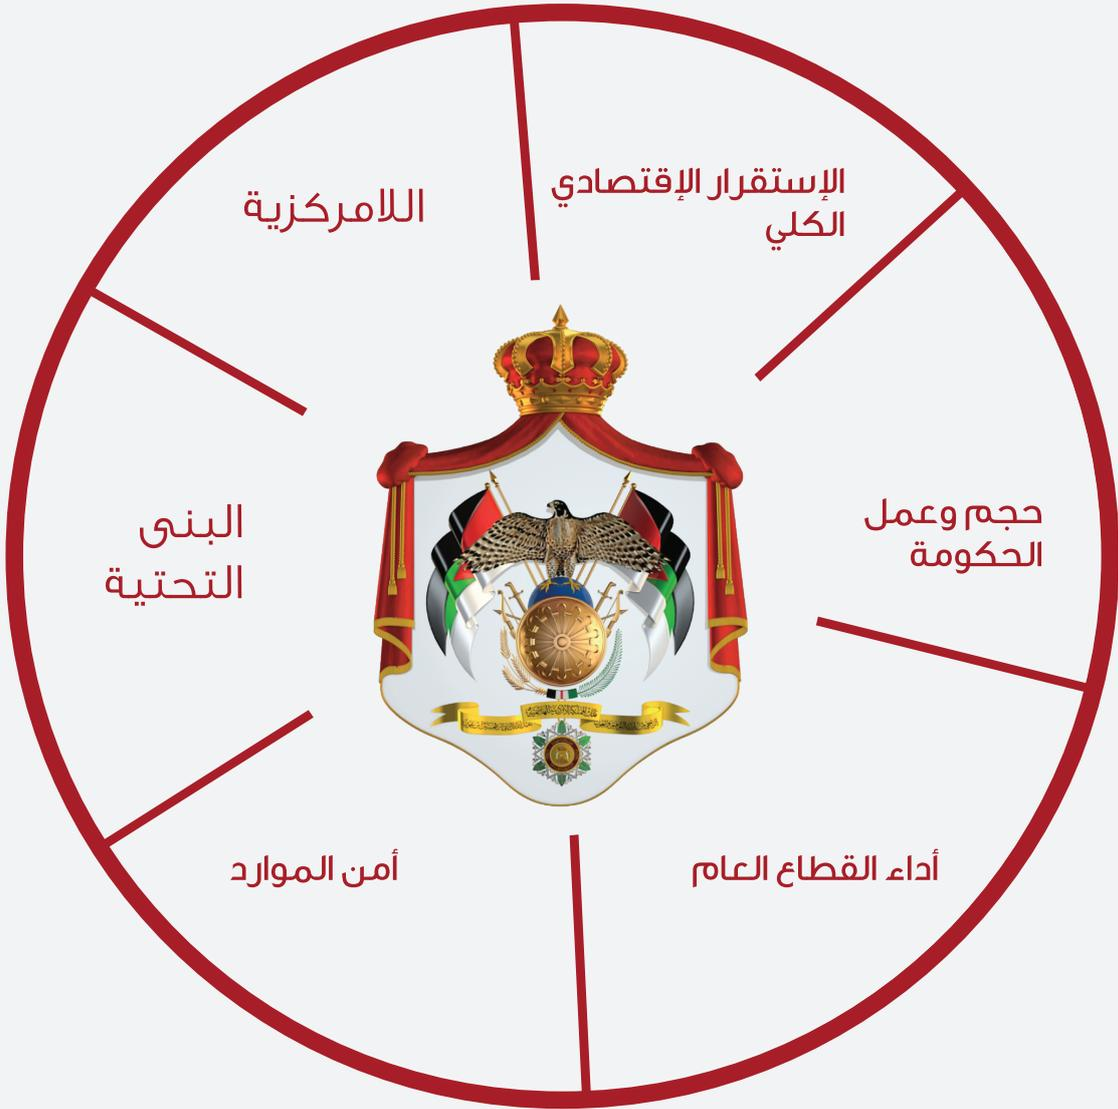 الإستقرار الإقتصادي
الكلي
حجم وعمل
الحكومة
أداء القطاع العام
أمن الموارد
البنى
التحتية
اللامركزية